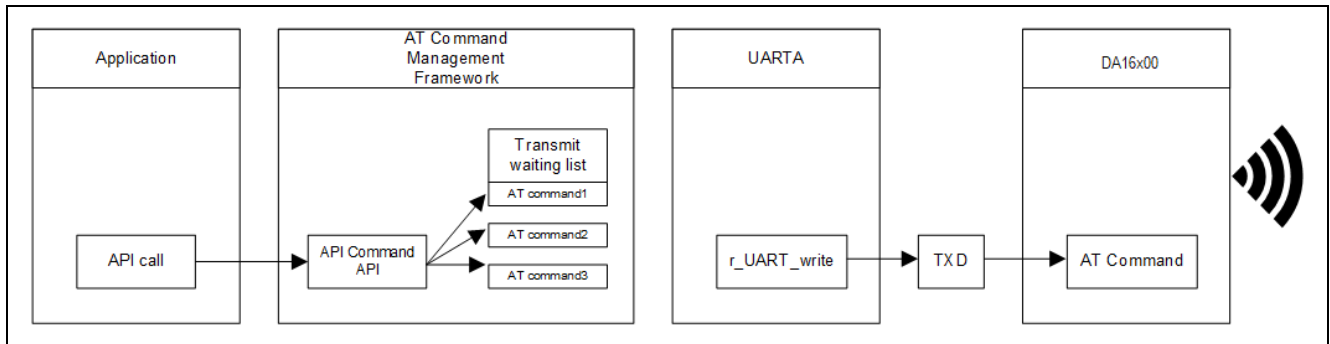 Application
AT Command
Management
Framework
UARTA
DA16x00
Transmit
waiting list
AT command1
AT command2
AT command3
API call
API Command
API
r_UART_write
TXD
AT Command